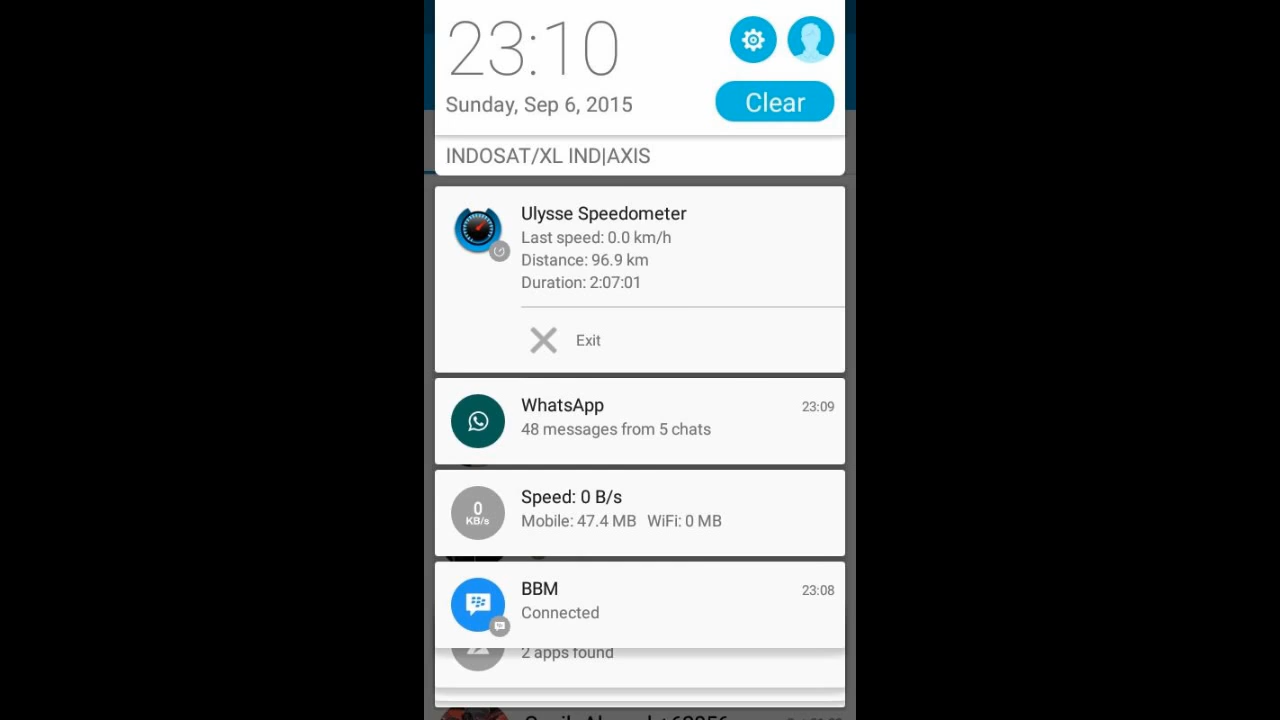 23:10
Sunday, Sep 6, 2015
Clear
INDOSAT/XL IND|AXIS
Ulysse Speedometer
Last speed: 0.0 km/h
Distance: 96.9 km
Duration: 2:07:01
Exit
WhatsApp 23:09
48 messages from 5 chats
0 KB/s
Speed: 0 B/s
Mobile: 47.4 MB WiFi: 0 MB
BBM 23:08
Connected
2 apps found